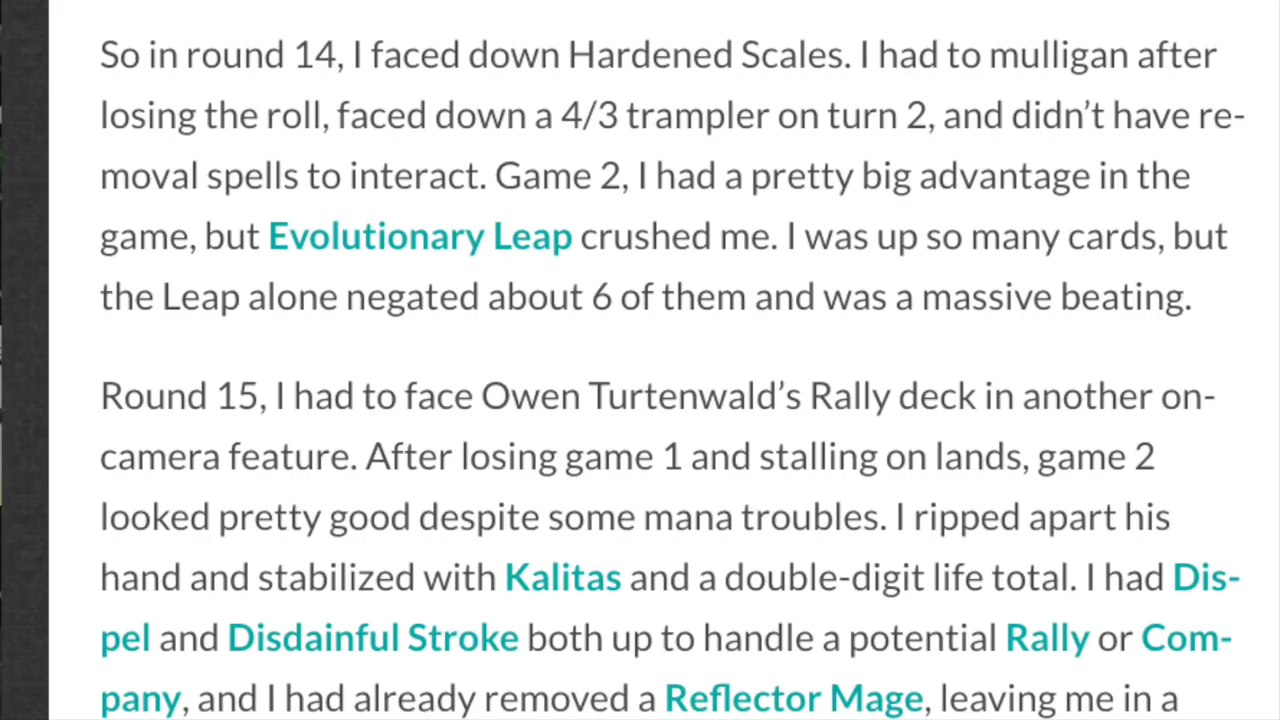 So in round 14, I faced down Hardened Scales. I had to mulligan after
losing the roll, faced down a 4/3 trampler on turn 2, and didn’t have re-
moval spells to interact. Game 2, I had a pretty big advantage in the
game, but Evolutionary Leap crushed me. I was up so many cards, but
the Leap alone negated about 6 of them and was a massive beating.
Round 15, I had to face Owen Turtenwald’s Rally deck in another on-
camera feature. After losing game 1 and stalling on lands, game 2
looked pretty good despite some mana troubles. I ripped apart his
hand and stabilized with Kalitas and a double-digit life total. I had Dis-
pel and Disdainful Stroke both up to handle a potential Rally or Com-
pany, and I had already removed a Reflector Mage, leaving me in a